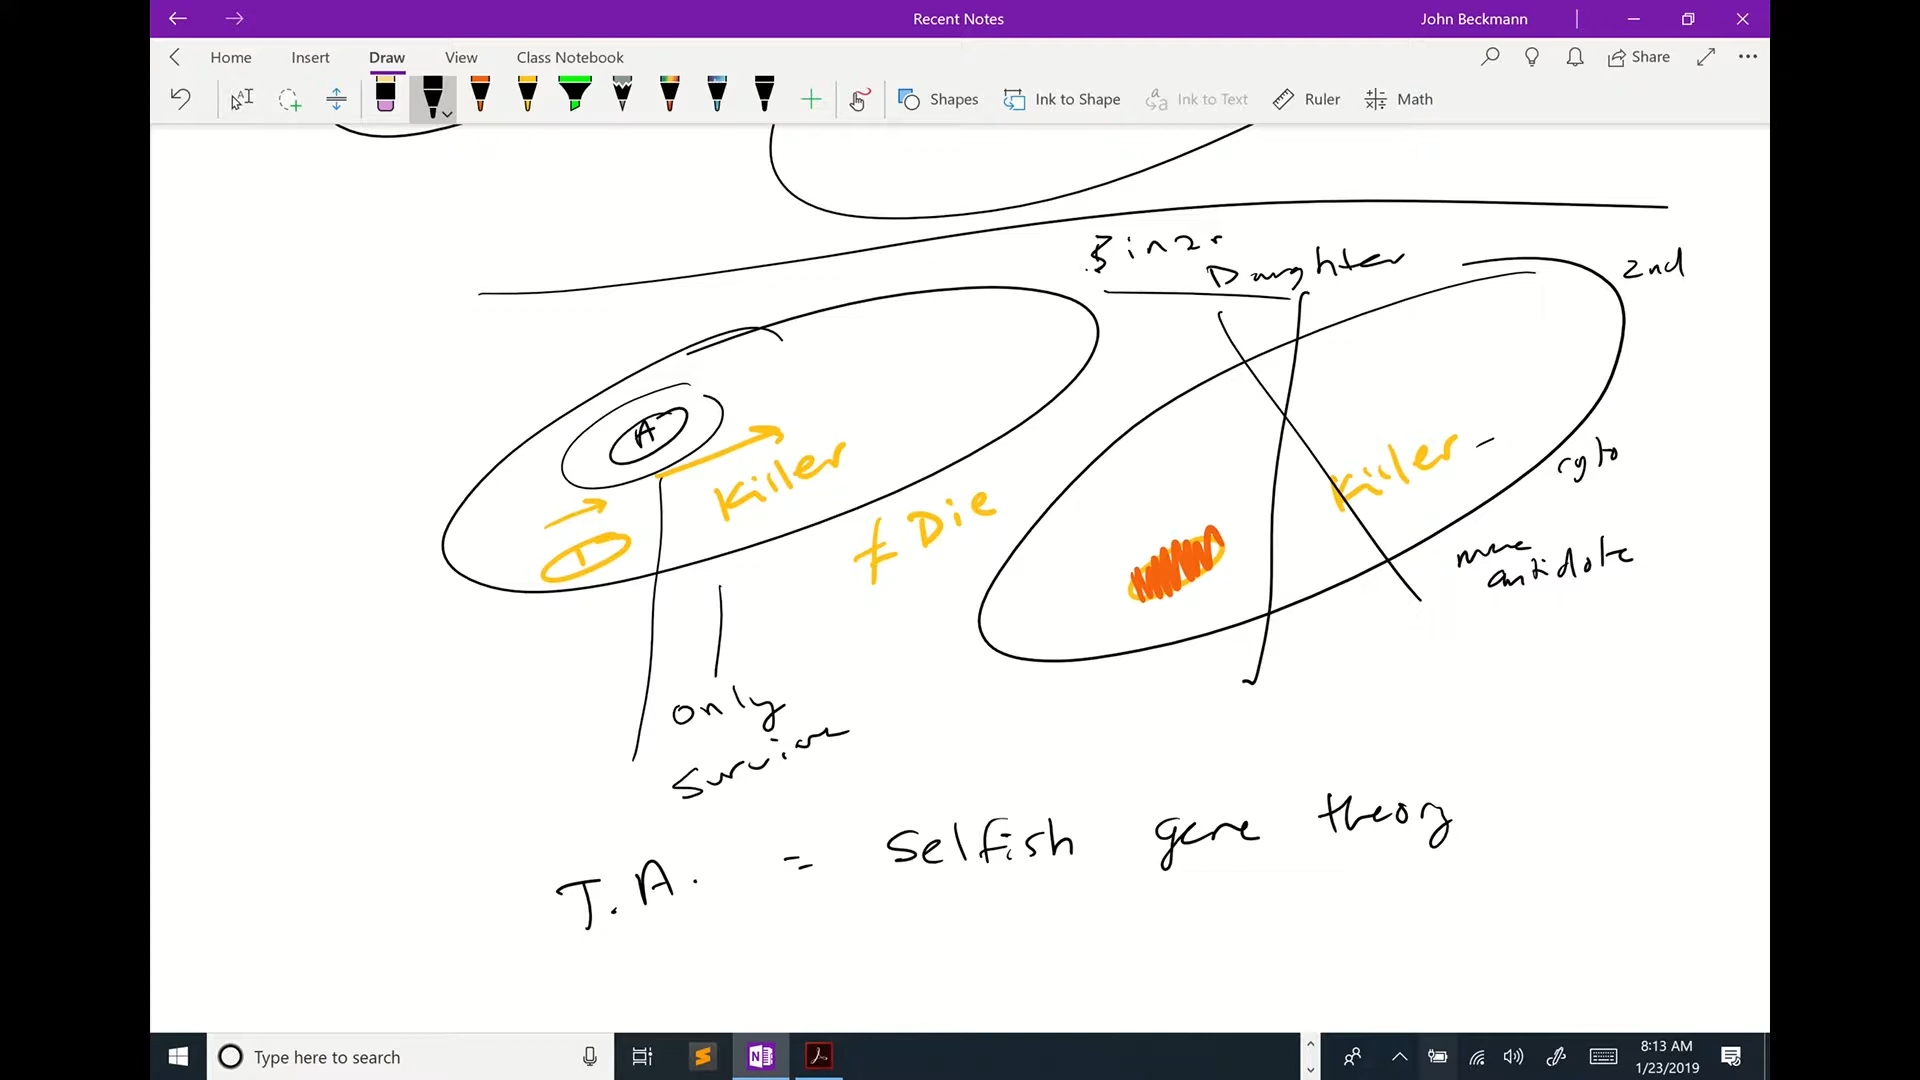 Recent Notes
John Beckmann
Home
Insert
Draw
View
Class Notebook
Share
Shapes
Ink to Shape
Ink to Text
Ruler
Math
Daughter
2nd
A
Killer
T
≠ Die
Killer -
cyto
antidote
only
survive
T.A. = Selfish gene theory
Type here to search
8:13 AM
1/23/2019